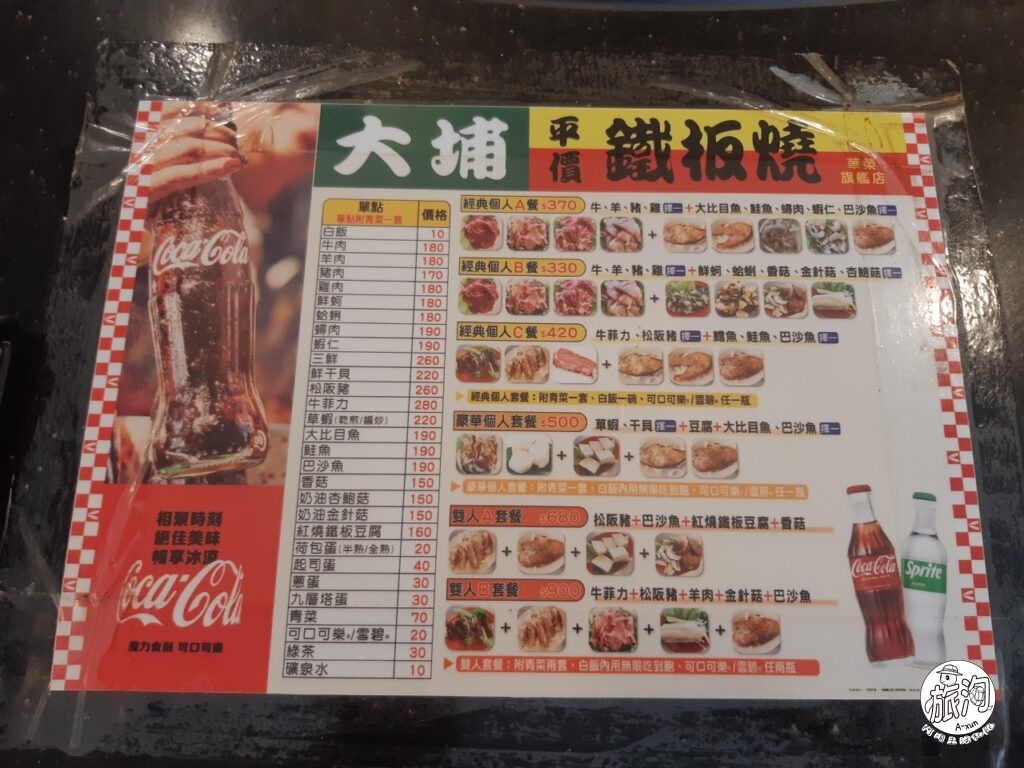 大埔 平價 鐵板燒
華榮
旗艦店
Coca-Cola
相聚時刻
絕佳美味
暢享冰涼
Coca-Cola
魔力食刻 可口可樂
單點 價格
單點附青菜一套
白飯 10
牛肉 180
羊肉 180
豬肉 170
雞肉 180
鮮蚵 180
蛤蜊 180
蟳肉 190
蝦仁 190
三鮮 260
鮮干貝 220
松阪豬 260
牛菲力 280
草蝦(乾煎/醬炒) 220
大比目魚 190
鮭魚 190
巴沙魚 190
香菇 150
奶油杏鮑菇 150
奶油金針菇 150
紅燒鐵板豆腐 160
荷包蛋(半熟/全熟) 20
起司蛋 40
蔥蛋 30
九層塔蛋 30
青菜 70
可口可樂®/雪碧® 20
綠茶 30
礦泉水 10
經典個人A餐 $370 牛、羊、豬、雞擇一+大比目魚、鮭魚、蟳肉、蝦仁、巴沙魚擇一
+
經典個人B餐 $330 牛、羊、豬、雞擇一+鮮蚵、蛤蜊、香菇、金針菇、杏鮑菇擇一
+
經典個人C餐 $420 牛菲力、松阪豬擇一+鱈魚、鮭魚、巴沙魚擇一
+
經典個人套餐：附青菜一套、白飯一碗、可口可樂®/雪碧® 任一瓶
豪華個人套餐 $500 草蝦、干貝擇一+豆腐+大比目魚、巴沙魚擇一
+ +
豪華個人套餐：附青菜一套、白飯內用無限吃到飽、可口可樂®/雪碧® 任一瓶
雙人A套餐 $680 松阪豬+巴沙魚+紅燒鐵板豆腐+香菇
+ + +
雙人B套餐 $900 牛菲力+松阪豬+羊肉+金針菇+巴沙魚
+ + + +
雙人套餐：附青菜兩套、白飯內用無限吃到飽、可口可樂®/雪碧® 任兩瓶
Coca-Cola
Sprite
旅淘
A-xun